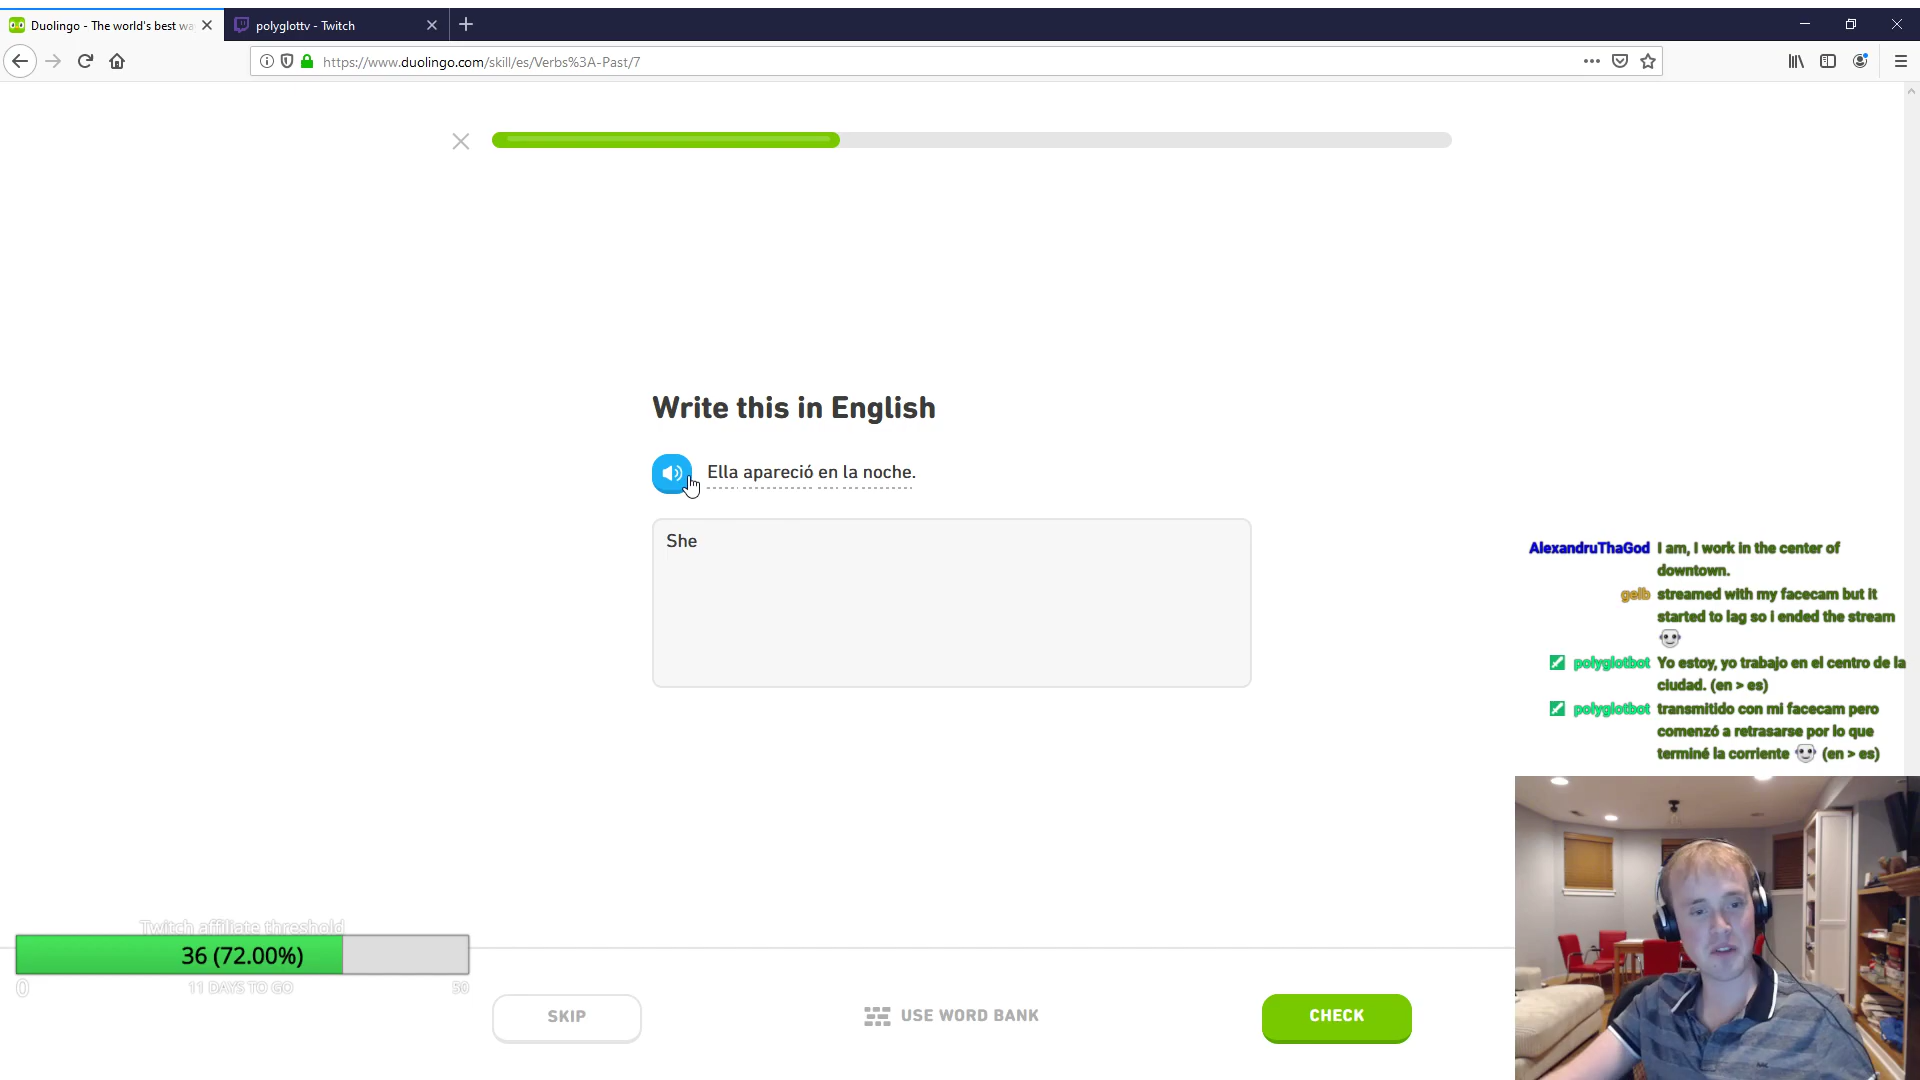 Duolingo - The world's best wa
polyglottv - Twitch
https://www.duolingo.com/skill/es/Verbs%3A-Past/7
Write this in English
Ella apareció en la noche.
She
AlexandruThaGod I am, I work in the center of
downtown.
gelb streamed with my facecam but it
started to lag so i ended the stream
polyglotbot Yo estoy, yo trabajo en el centro de la
ciudad. (en > es)
polyglotbot transmitido con mi facecam pero
comenzó a retrasarse por lo que
terminé la corriente (en > es)
Twitch affiliate threshold
36 (72.00%)
0 11 DAYS TO GO 50
SKIP USE WORD BANK CHECK